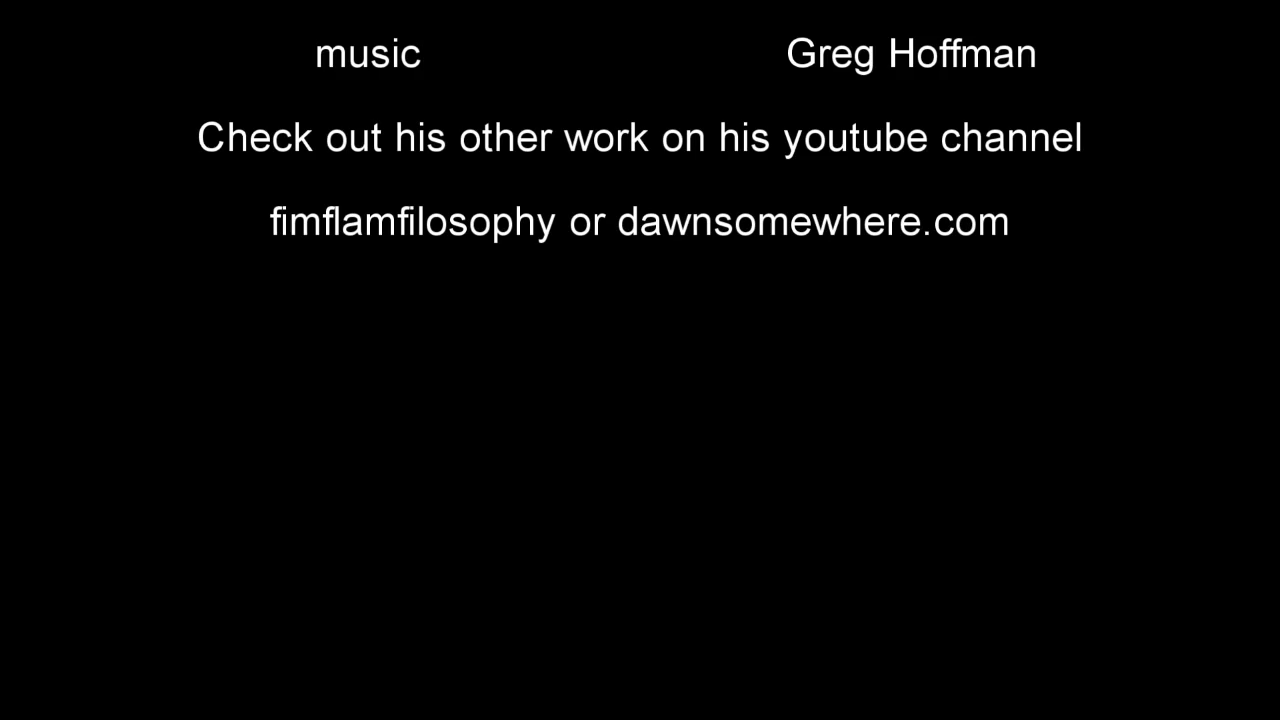 music Greg Hoffman
Check out his other work on his youtube channel
fimflamfilosophy or dawnsomewhere.com